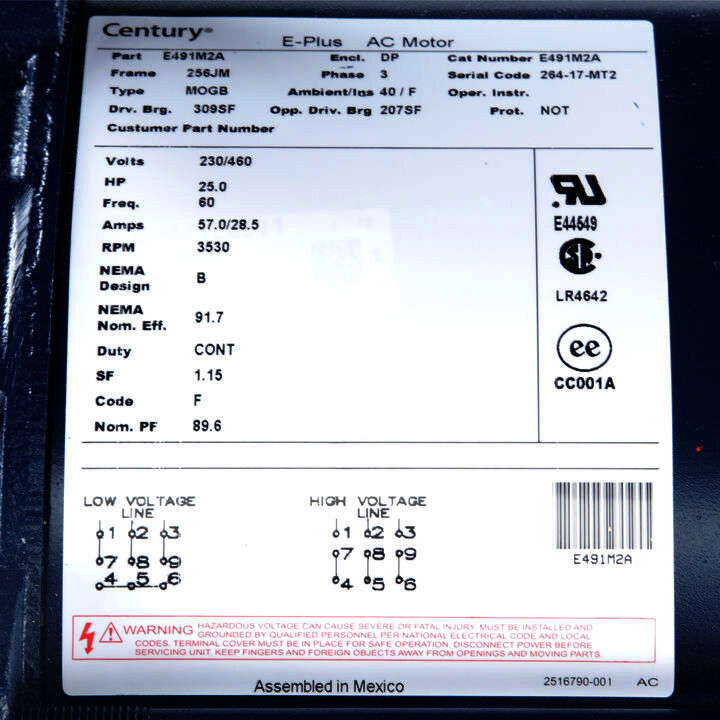 Century®
E-Plus AC Motor
Part E491M2A Encl. DP Cat Number E491M2A
Frame 256JM Phase 3 Serial Code 264-17-MT2
Type MOGB Ambient/Ins 40 / F Oper. Instr.
Drv. Brg. 309SF Opp. Driv. Brg 207SF Prot. NOT
Custumer Part Number
Volts 230/460
HP 25.0
Freq. 60
Amps 57.0/28.5
RPM 3530
NEMA
Design B
NEMA
Nom. Eff. 91.7
Duty CONT
SF 1.15
Code F
Nom. PF 89.6
E44549
LR4642
ee
CC001A
LOW VOLTAGE
LINE
1 2 3
7 8 9
4 5 6
HIGH VOLTAGE
LINE
1 2 3
7 8 9
4 5 6
E491M2A
WARNING HAZARDOUS VOLTAGE CAN CAUSE SEVERE OR FATAL INJURY. MUST BE INSTALLED AND
GROUNDED BY QUALIFIED PERSONNEL PER NATIONAL ELECTRICAL CODE AND LOCAL
CODES. TERMINAL COVER MUST BE IN PLACE FOR SAFE OPERATION, DISCONNECT POWER BEFORE
SERVICING UNIT. KEEP FINGERS AND FOREIGN OBJECTS AWAY FROM OPENINGS AND MOVING PARTS.
Assembled in Mexico
2516790-001 AC